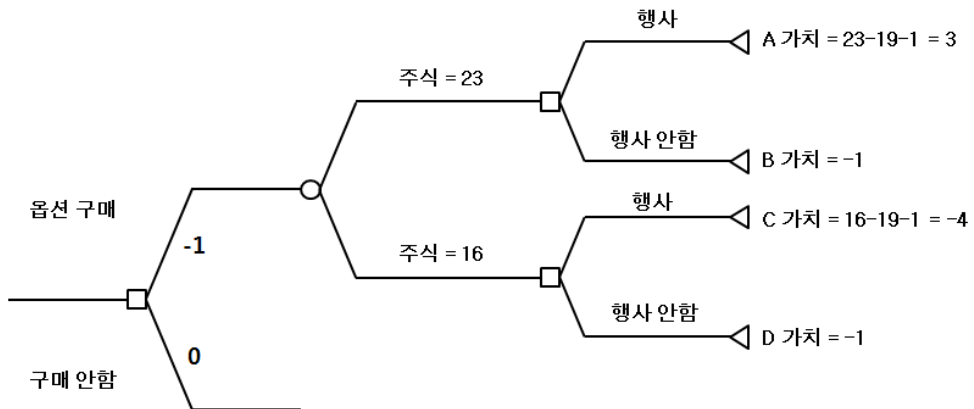 행사
A 가치 = 23-19-1 = 3
주식 = 23
행사 안함
B 가치 = -1
옵션 구매
-1
행사
C 가치 = 16-19-1 = -4
주식 = 16
행사 안함
D 가치 = -1
0
구매 안함